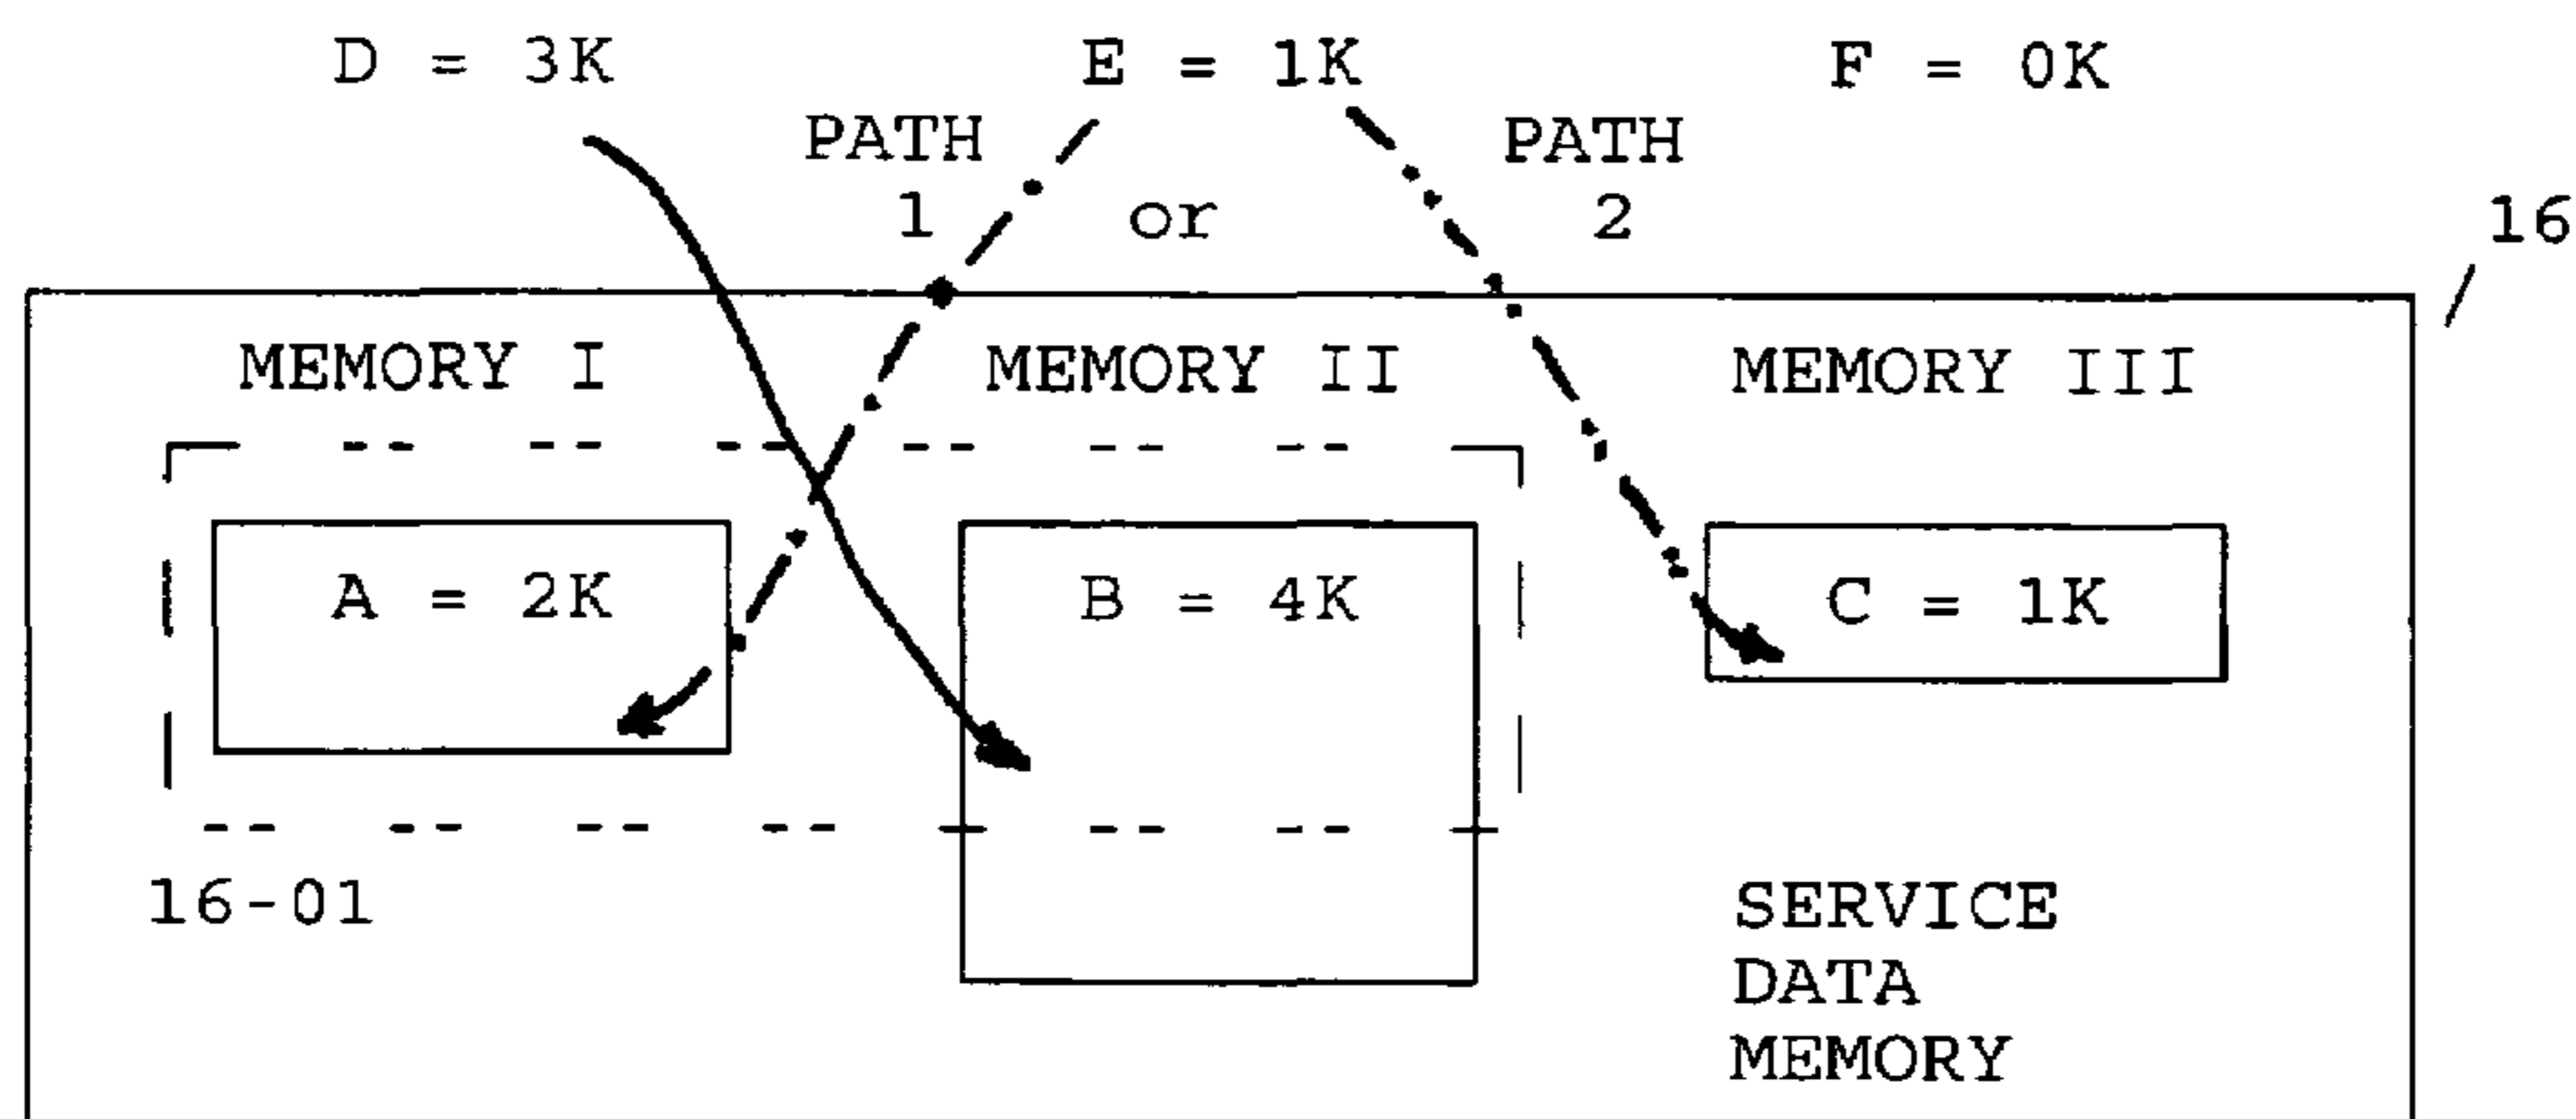 D = 3K E = 1K F = 0K
PATH PATH
1 or 2
16
MEMORY I MEMORY II MEMORY III
A = 2K B = 4K C = 1K
16-01
SERVICE
DATA
MEMORY